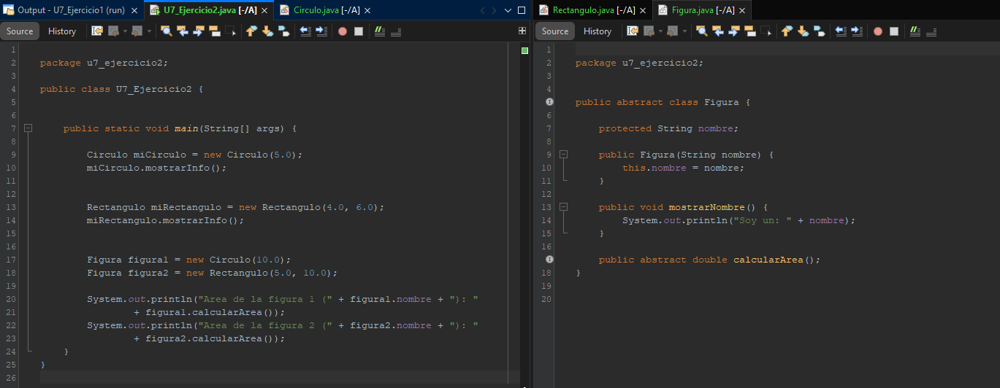 Output - U7_Ejercicio1 (run) × U7_Ejercicio2.java [-/A] × Circulo.java [-/A] ×
Source History
1
2 package u7_ejercicio2;
3
4 public class U7_Ejercicio2 {
5
6
7 public static void main(String[] args) {
8
9 Circulo miCirculo = new Circulo(5.0);
10 miCirculo.mostrarInfo();
11
12
13 Rectangulo miRectangulo = new Rectangulo(4.0, 6.0);
14 miRectangulo.mostrarInfo();
15
16
17 Figura figura1 = new Circulo(10.0);
18 Figura figura2 = new Rectangulo(5.0, 10.0);
19
20 System.out.println("Area de la figura 1 (" + figura1.nombre + "): "
21 + figura1.calcularArea());
22 System.out.println("Area de la figura 2 (" + figura2.nombre + "): "
23 + figura2.calcularArea());
24 }
25 }
26
Rectangulo.java [-/A] × Figura.java [-/A] ×
Source History
1
2 package u7_ejercicio2;
3
4
public abstract class Figura {
6
7 protected String nombre;
8
9 public Figura(String nombre) {
10 this.nombre = nombre;
11 }
12
13 public void mostrarNombre() {
14 System.out.println("Soy un: " + nombre);
15 }
16
public abstract double calcularArea();
18 }
19
20